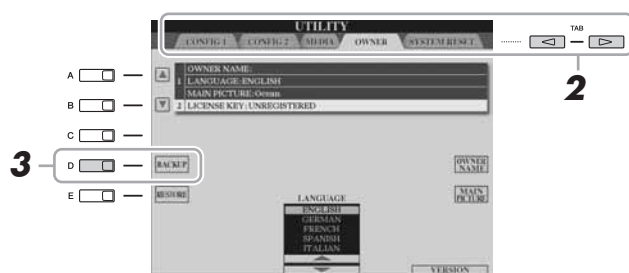 UTILITY
CONFIG 1 CONFIG 2 MEDIA OWNER SYSTEM RESET
TAB
2
A
B
C
3 D
E
OWNER NAME:
1 LANGUAGE:ENGLISH
MAIN PICTURE:Ocean
2 LICENSE KEY:UNREGISTERED
BACKUP
OWNER NAME
RESTORE
MAIN PICTURE
LANGUAGE
ENGLISH
GERMAN
FRENCH
SPANISH
ITALIAN
VERSION